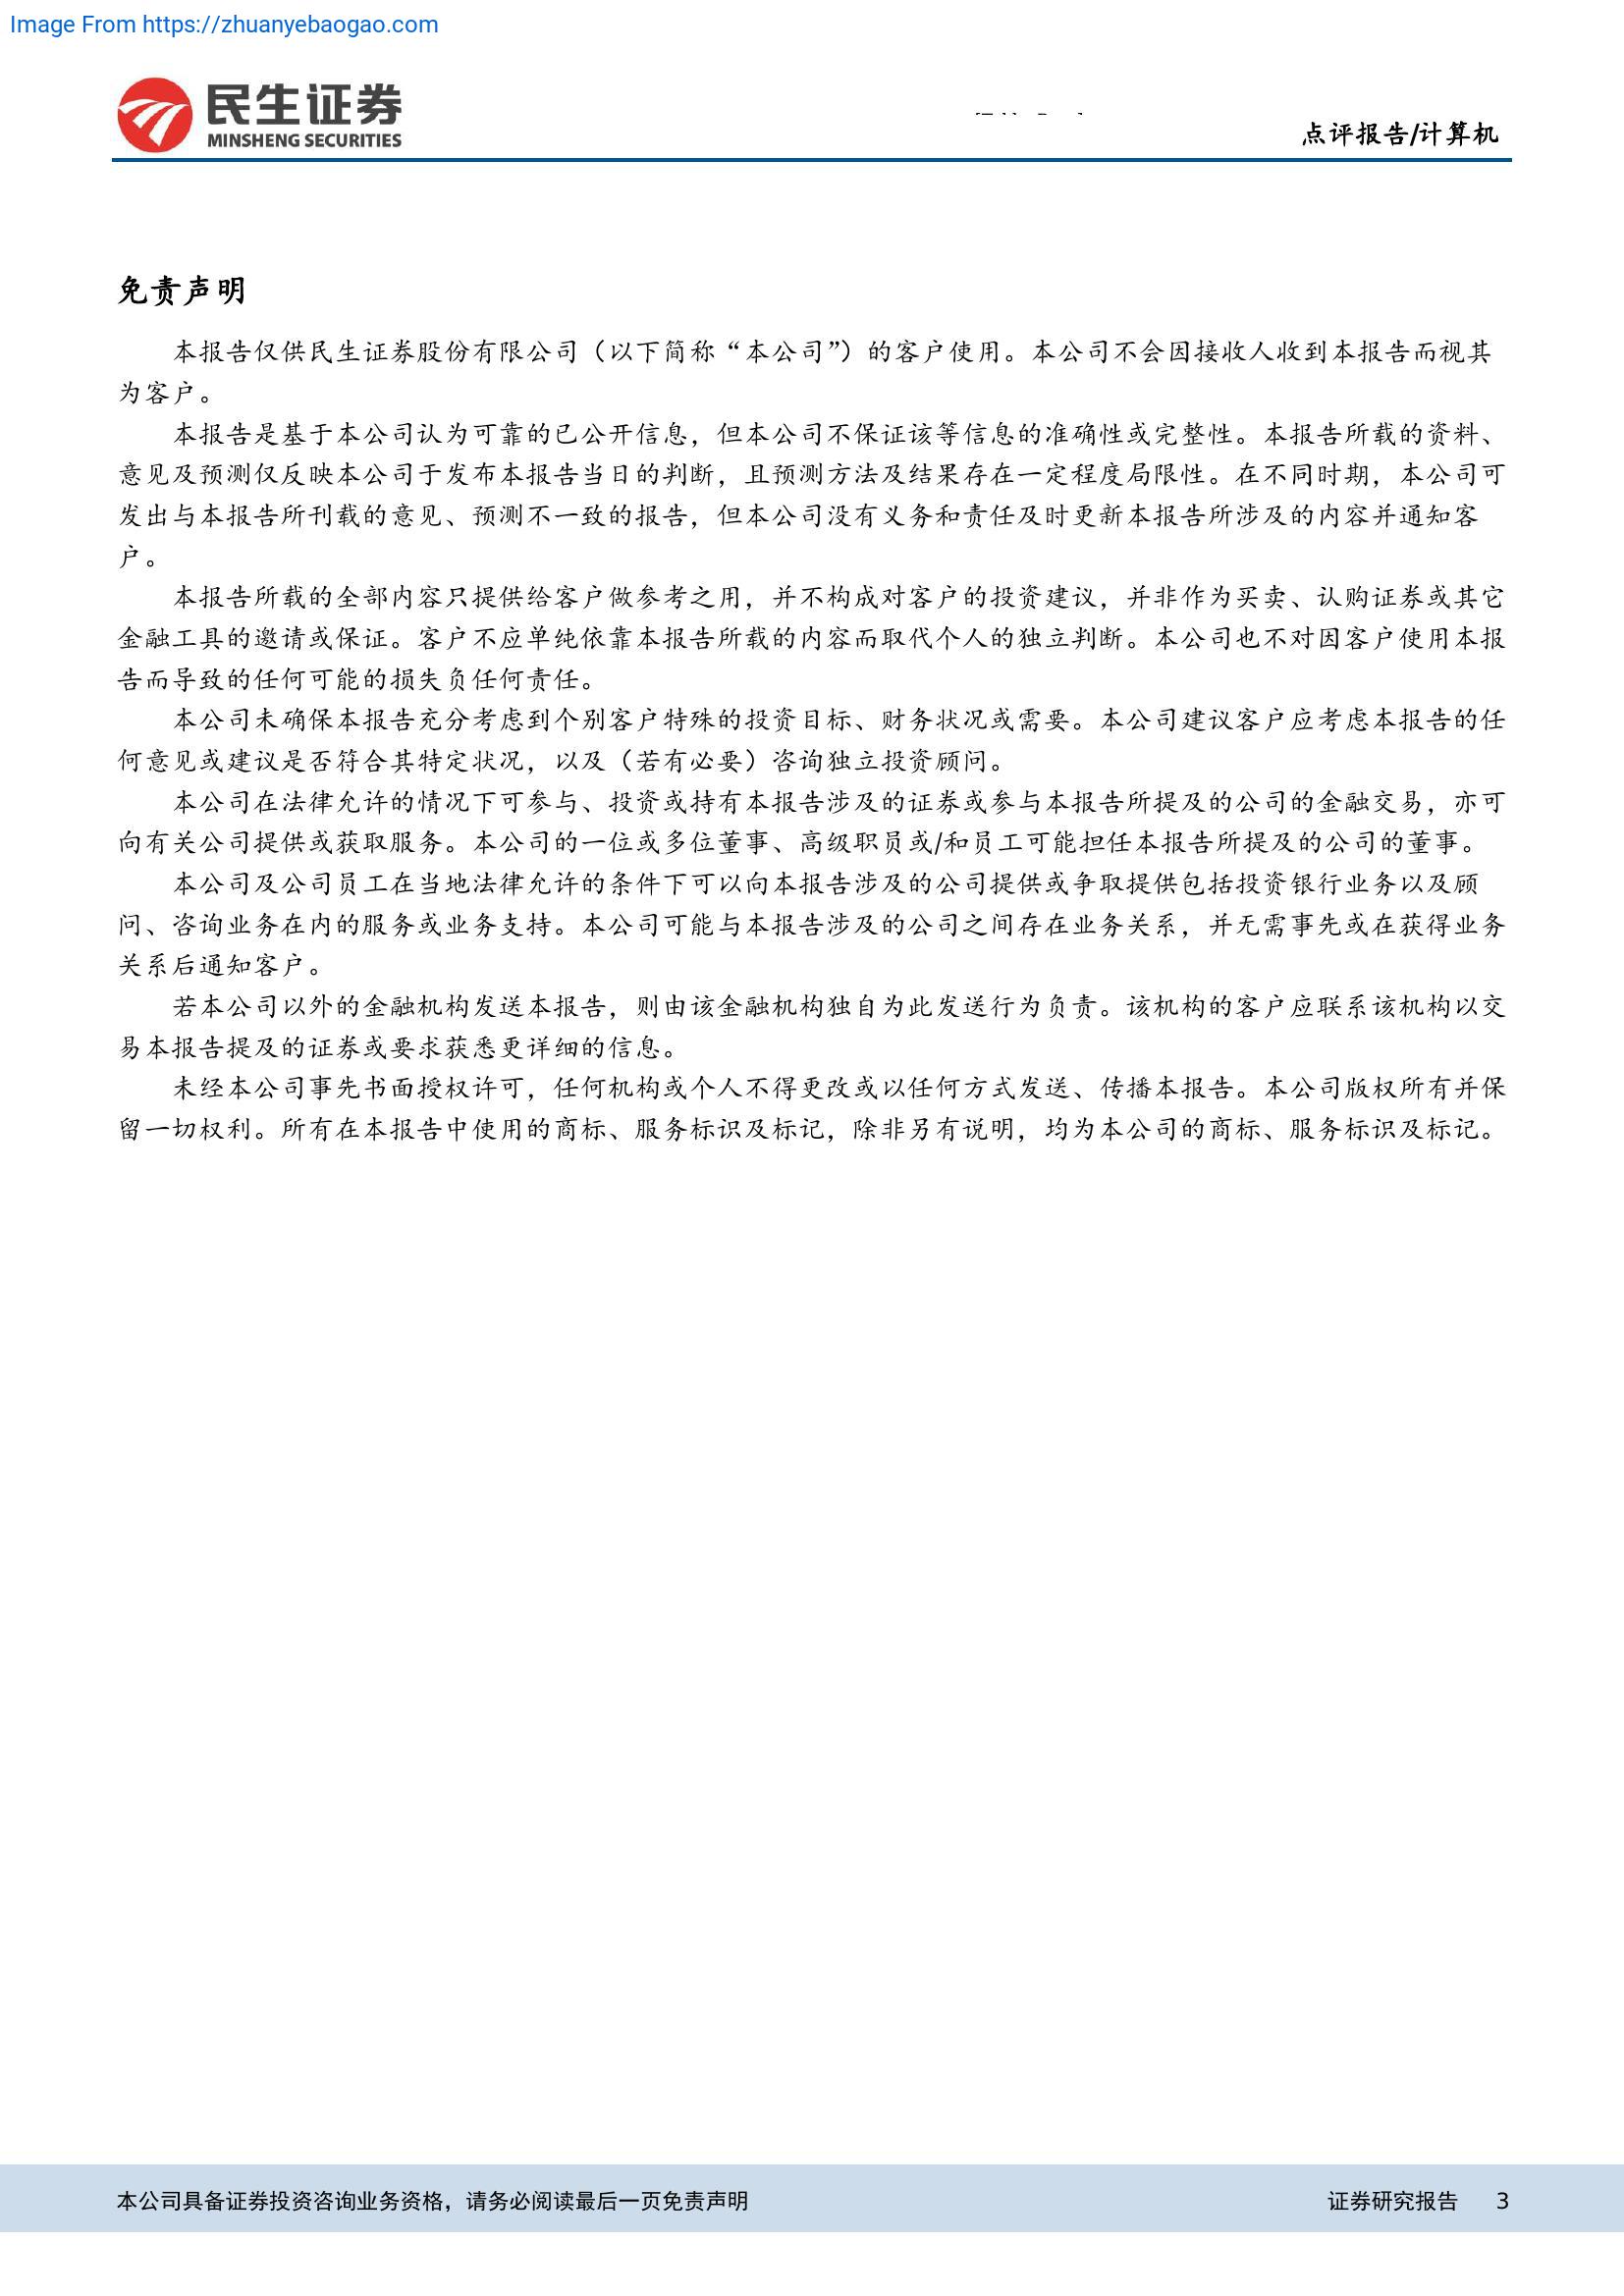 Image From https://zhuanyebaogao.com
民生证券
MINSHENG SECURITIES
点评报告/计算机
免责声明
本报告仅供民生证券股份有限公司（以下简称“本公司”）的客户使用。本公司不会因接收人收到本报告而视其
为客户。
本报告是基于本公司认为可靠的已公开信息，但本公司不保证该等信息的准确性或完整性。本报告所载的资料、
意见及预测仅反映本公司于发布本报告当日的判断，且预测方法及结果存在一定程度局限性。在不同时期，本公司可
发出与本报告所刊载的意见、预测不一致的报告，但本公司没有义务和责任及时更新本报告所涉及的内容并通知客
户。
本报告所载的全部内容只提供给客户做参考之用，并不构成对客户的投资建议，并非作为买卖、认购证券或其它
金融工具的邀请或保证。客户不应单纯依靠本报告所载的内容而取代个人的独立判断。本公司也不对因客户使用本报
告而导致的任何可能的损失负任何责任。
本公司未确保本报告充分考虑到个别客户特殊的投资目标、财务状况或需要。本公司建议客户应考虑本报告的任
何意见或建议是否符合其特定状况，以及（若有必要）咨询独立投资顾问。
本公司在法律允许的情况下可参与、投资或持有本报告涉及的证券或参与本报告所提及的公司的金融交易，亦可
向有关公司提供或获取服务。本公司的一位或多位董事、高级职员或/和员工可能担任本报告所提及的公司的董事。
本公司及公司员工在当地法律允许的条件下可以向本报告涉及的公司提供或争取提供包括投资银行业务以及顾
问、咨询业务在内的服务或业务支持。本公司可能与本报告涉及的公司之间存在业务关系，并无需事先或在获得业务
关系后通知客户。
若本公司以外的金融机构发送本报告，则由该金融机构独自为此发送行为负责。该机构的客户应联系该机构以交
易本报告提及的证券或要求获悉更详细的信息。
未经本公司事先书面授权许可，任何机构或个人不得更改或以任何方式发送、传播本报告。本公司版权所有并保
留一切权利。所有在本报告中使用的商标、服务标识及标记，除非另有说明，均为本公司的商标、服务标识及标记。
本公司具备证券投资咨询业务资格，请务必阅读最后一页免责声明
证券研究报告 3